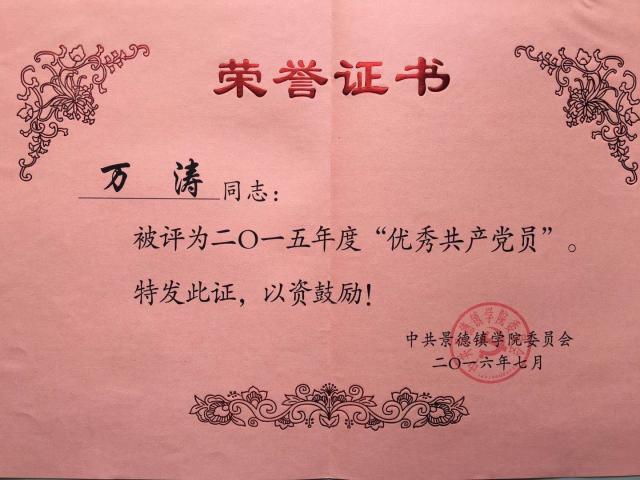 荣誉证书
万涛同志：
被评为二〇一五年度“优秀共产党员”。
特发此证，以资鼓励！
中共景德镇学院委员会
二〇一六年七月